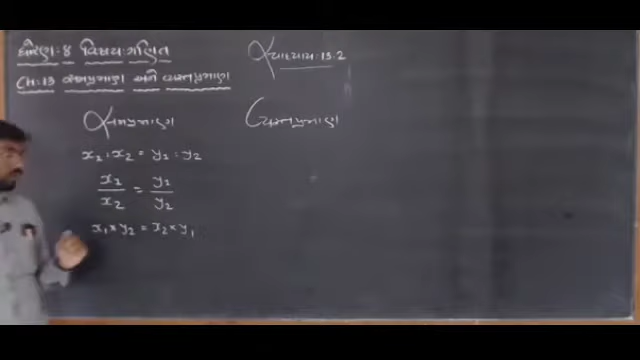 ધોરણ:8 વિષય:ગણિત
CH:13 સમપ્રમાણ અને વ્યસ્તપ્રમાણ
સ્વાધ્યાય:13.2
સમપ્રમાણ
વ્યસ્તપ્રમાણ
x₁:x₂ = y₁:y₂
x₁/x₂ = y₁/y₂
x₁×y₂ = x₂×y₁